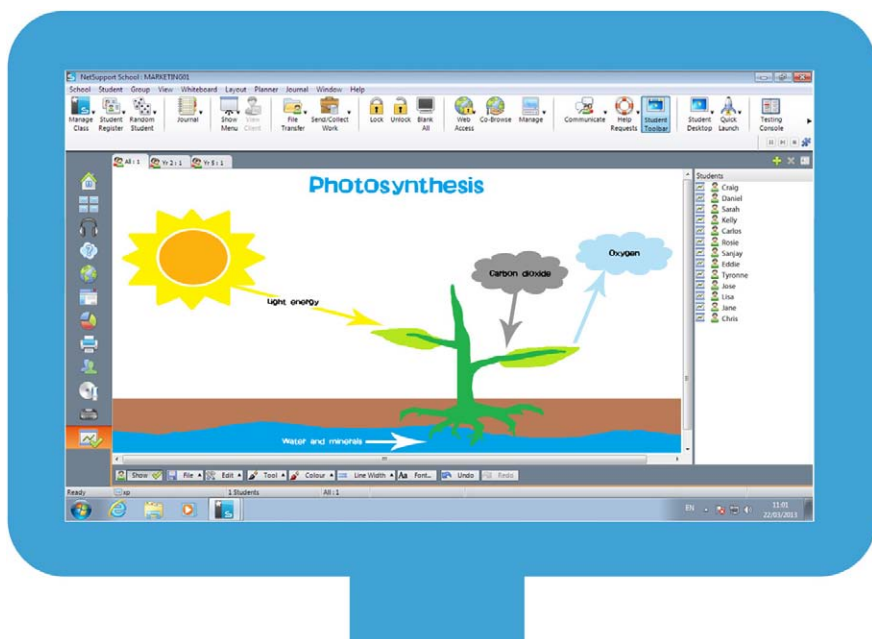 NetSupport School : MARKETING01
School Student Group View Whiteboard Layout Planner Journal Window Help
Manage Class
Student Register
Random Student
Journal
Show Menu
View Client
File Transfer
Send/Collect Work
Lock
Unlock
Blank All
Web Access
Co-Browse
Manage
Communicate
Help Requests
Student Toolbar
Student Desktop
Quick Launch
Testing Console
All : 1
Yr 2 : 1
Yr 5 : 1
Photosynthesis
Light energy
Carbon dioxide
Oxygen
Water and minerals
Students
Craig
Daniel
Sarah
Kelly
Carlos
Rosie
Sanjay
Eddie
Tyronne
Jose
Lisa
Jane
Chris
Show File Edit Tool Colour Line Width Aa Font... Undo Redo
Ready xp 1 Students All : 1
EN 11:01
22/03/2013